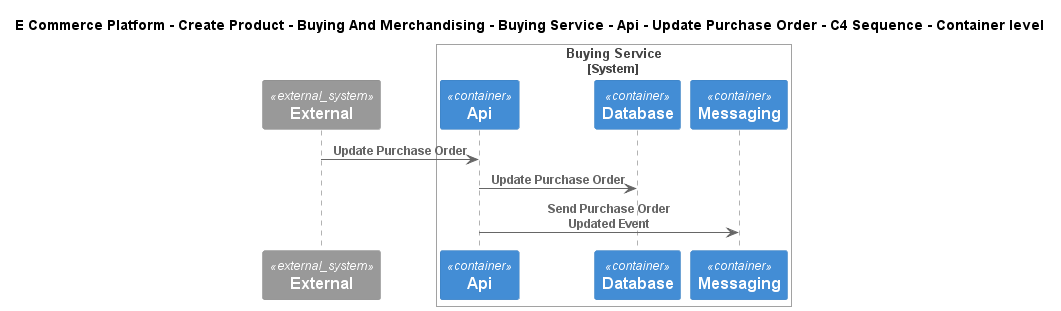 E Commerce Platform - Create Product - Buying And Merchandising - Buying Service - Api - Update Purchase Order - C4 Sequence - Container level
Buying Service
[System]
«external_system»
External
«container»
Api
«container»
Database
«container»
Messaging
Update Purchase Order
Update Purchase Order
Send Purchase Order
Updated Event
«external_system»
External
«container»
Api
«container»
Database
«container»
Messaging